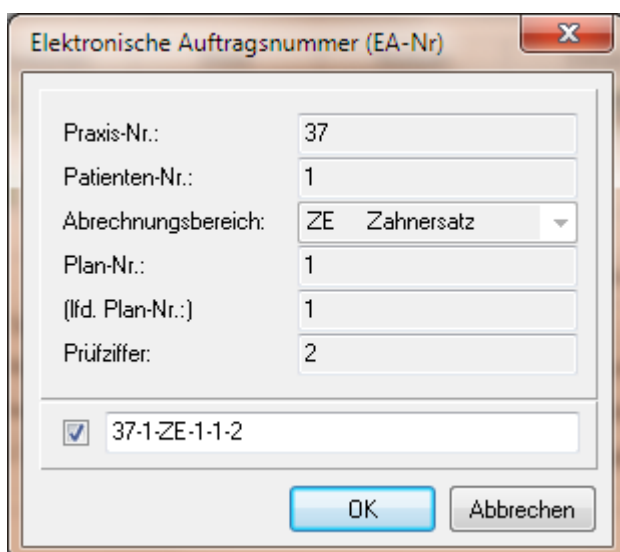 Elektronische Auftragsnummer (EA-Nr)
Praxis-Nr.: 37
Patienten-Nr.: 1
Abrechnungsbereich: ZE Zahnersatz
Plan-Nr.: 1
(lfd. Plan-Nr.:) 1
Prüfziffer: 2
37-1-ZE-1-1-2
OK Abbrechen